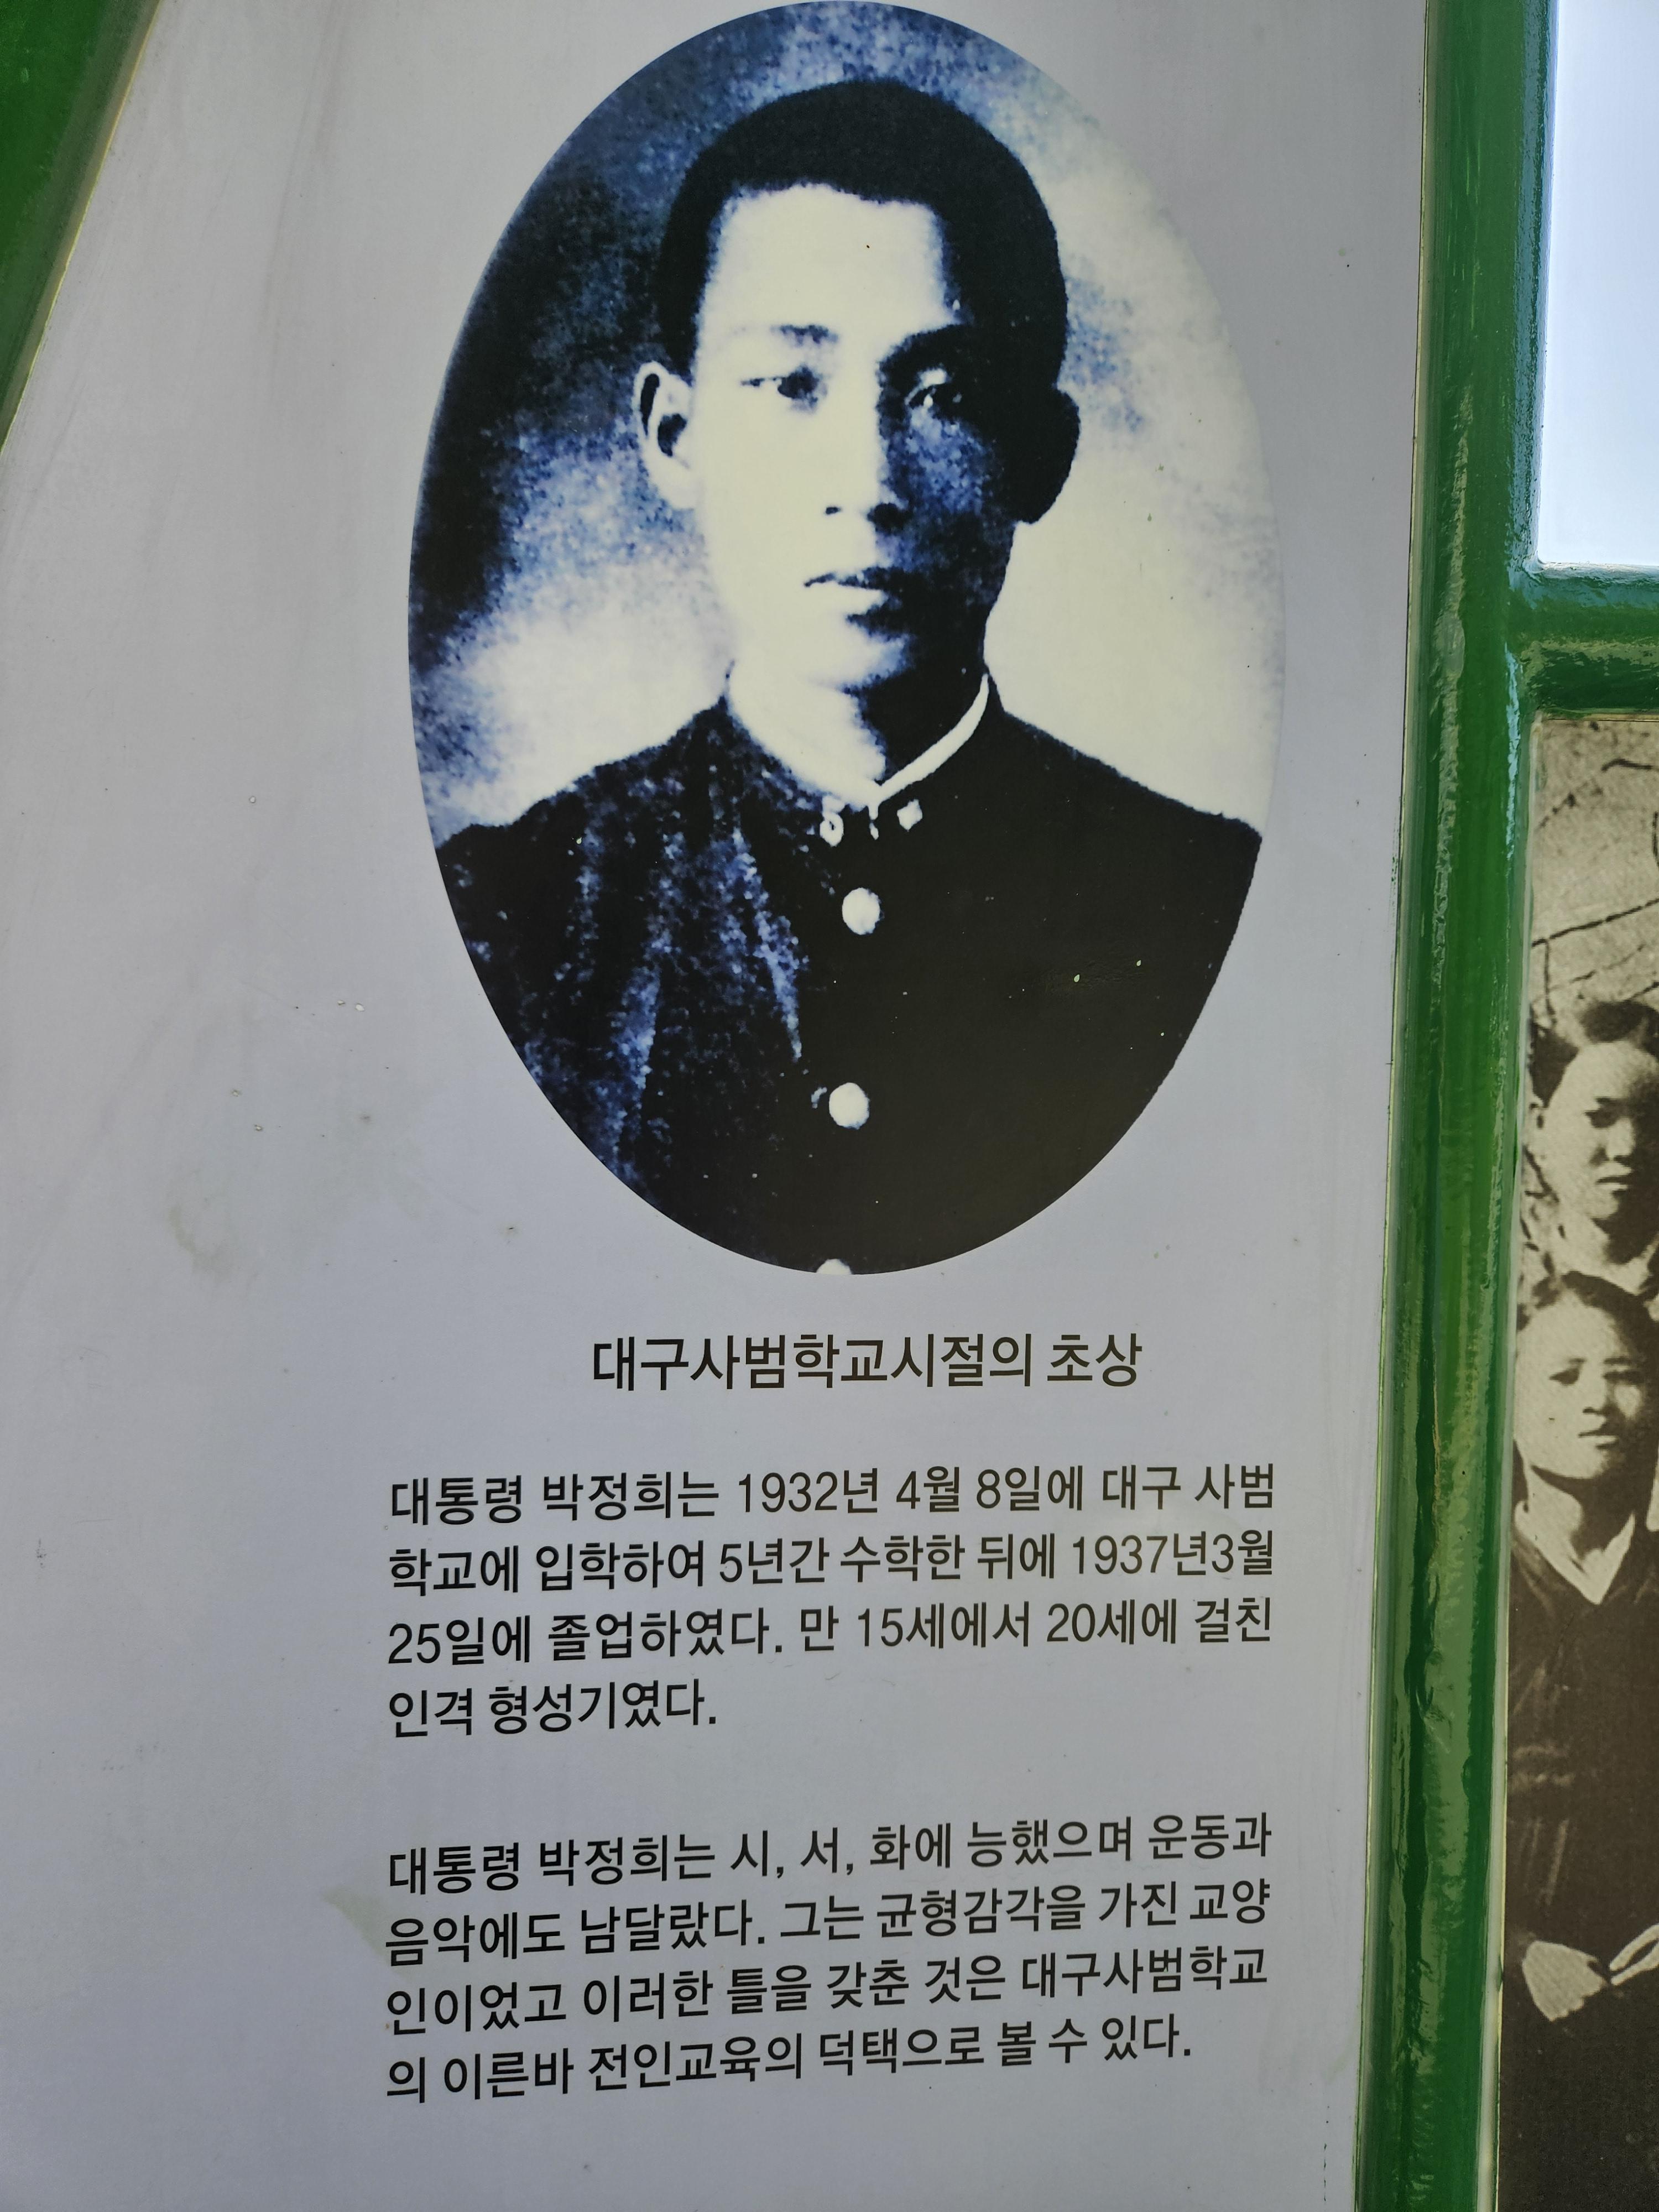 대구사범학교시절의 초상
대통령 박정희는 1932년 4월 8일에 대구 사범
학교에 입학하여 5년간 수학한 뒤에 1937년3월
25일에 졸업하였다. 만 15세에서 20세에 걸친
인격 형성기였다.
대통령 박정희는 시, 서, 화에 능했으며 운동과
음악에도 남달랐다. 그는 균형감각을 가진 교양
인이었고 이러한 틀을 갖춘 것은 대구사범학교
의 이른바 전인교육의 덕택으로 볼 수 있다.